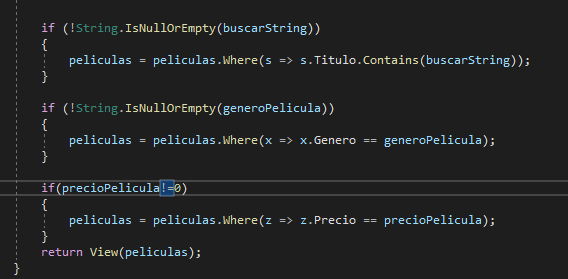 if (!String.IsNullOrEmpty(buscarString))
{
peliculas = peliculas.Where(s => s.Titulo.Contains(buscarString));
}
if (!String.IsNullOrEmpty(generoPelicula))
{
peliculas = peliculas.Where(x => x.Genero == generoPelicula);
}
if(precioPelicula!=0)
{
peliculas = peliculas.Where(z => z.Precio == precioPelicula);
}
return View(peliculas);
}